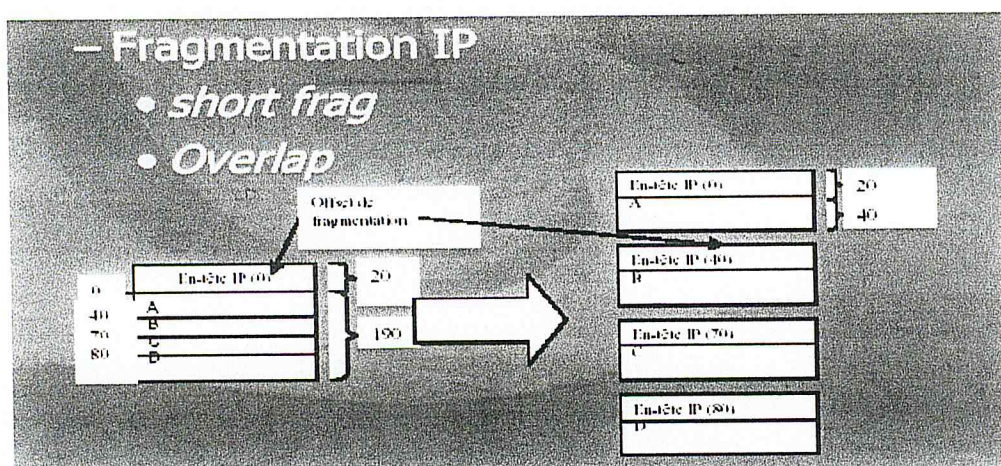 – Fragmentation IP
• short frag
• Overlap
Offset de
fragmentation
En-tête IP (0)
20
0
A
40
B
70
C
80
D
190
En-tête IP (0)
A
20
40
En-tête IP (40)
B
En-tête IP (70)
C
En-tête IP (80)
D